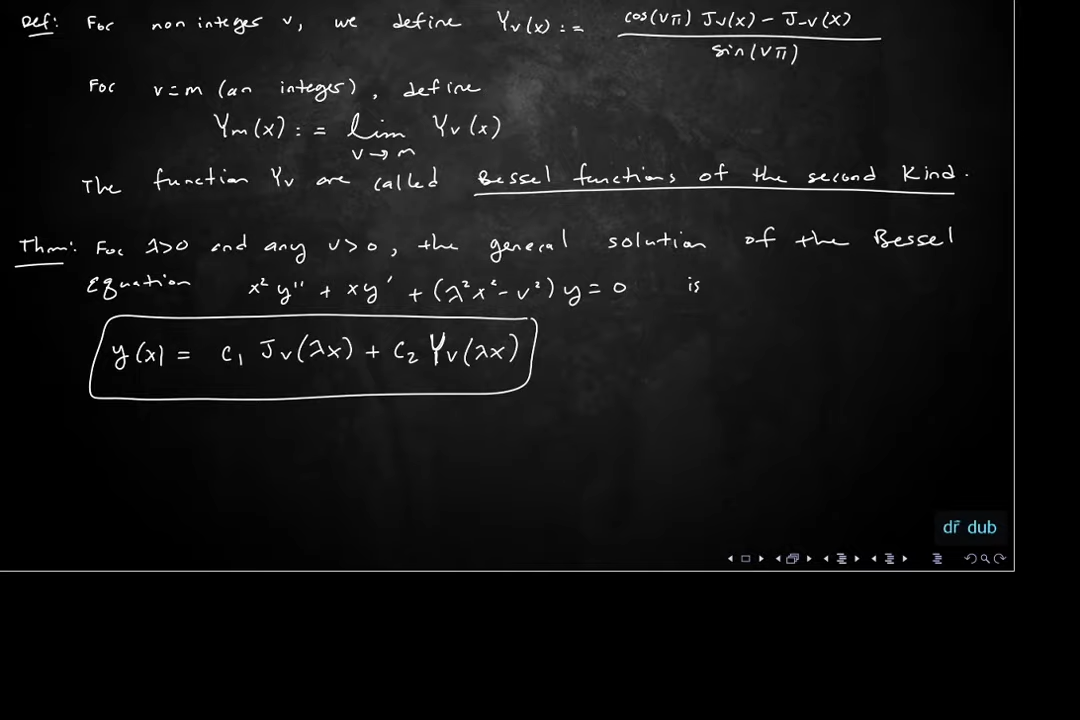 Def: For non integer ν, we define Yν(x) := cos(νπ) Jν(x) - J-ν(x) / sin(νπ)
For ν=m (an integer), define
Ym(x) := lim ν→m Yν(x)
The function Yν are called Bessel functions of the second Kind.
Thm: For λ>0 and any ν>0, the general solution of the Bessel
Equation x² y'' + xy' + (λ²x² - ν²) y = 0 is
y(x) = c₁ Jν(λx) + c₂ Yν(λx)
dr dub